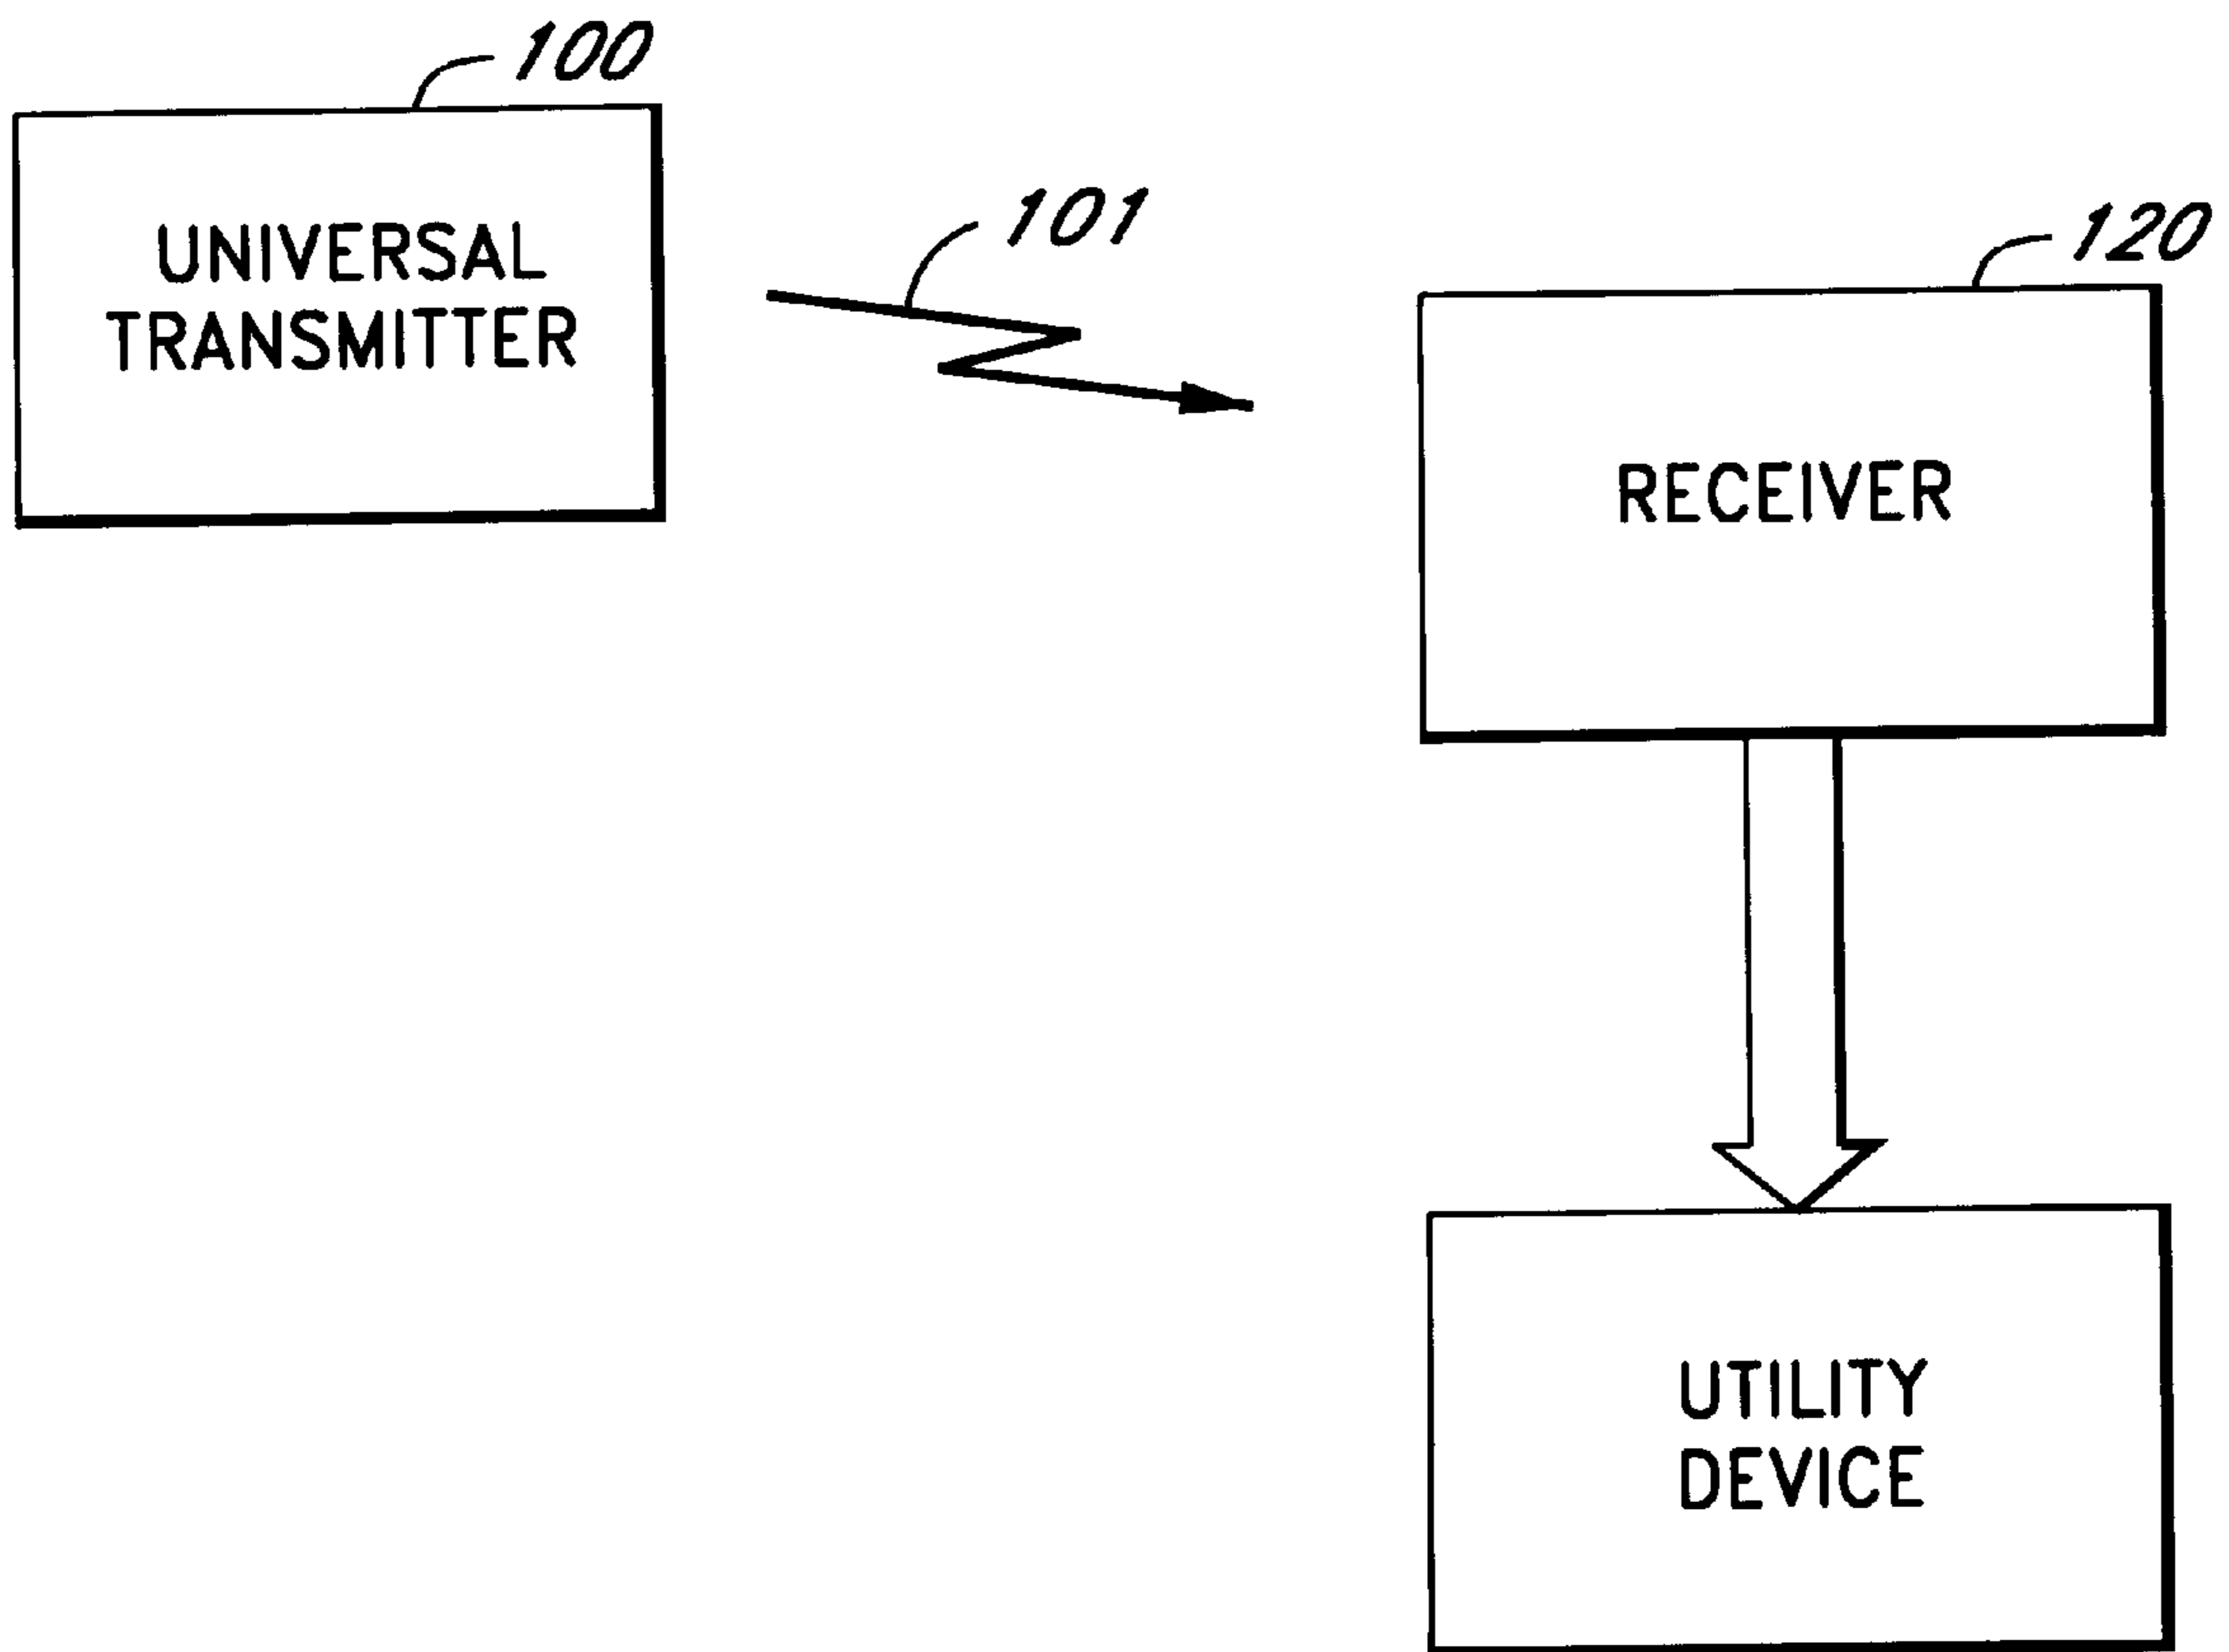 100
UNIVERSAL
TRANSMITTER
101
120
RECEIVER
UTILITY
DEVICE